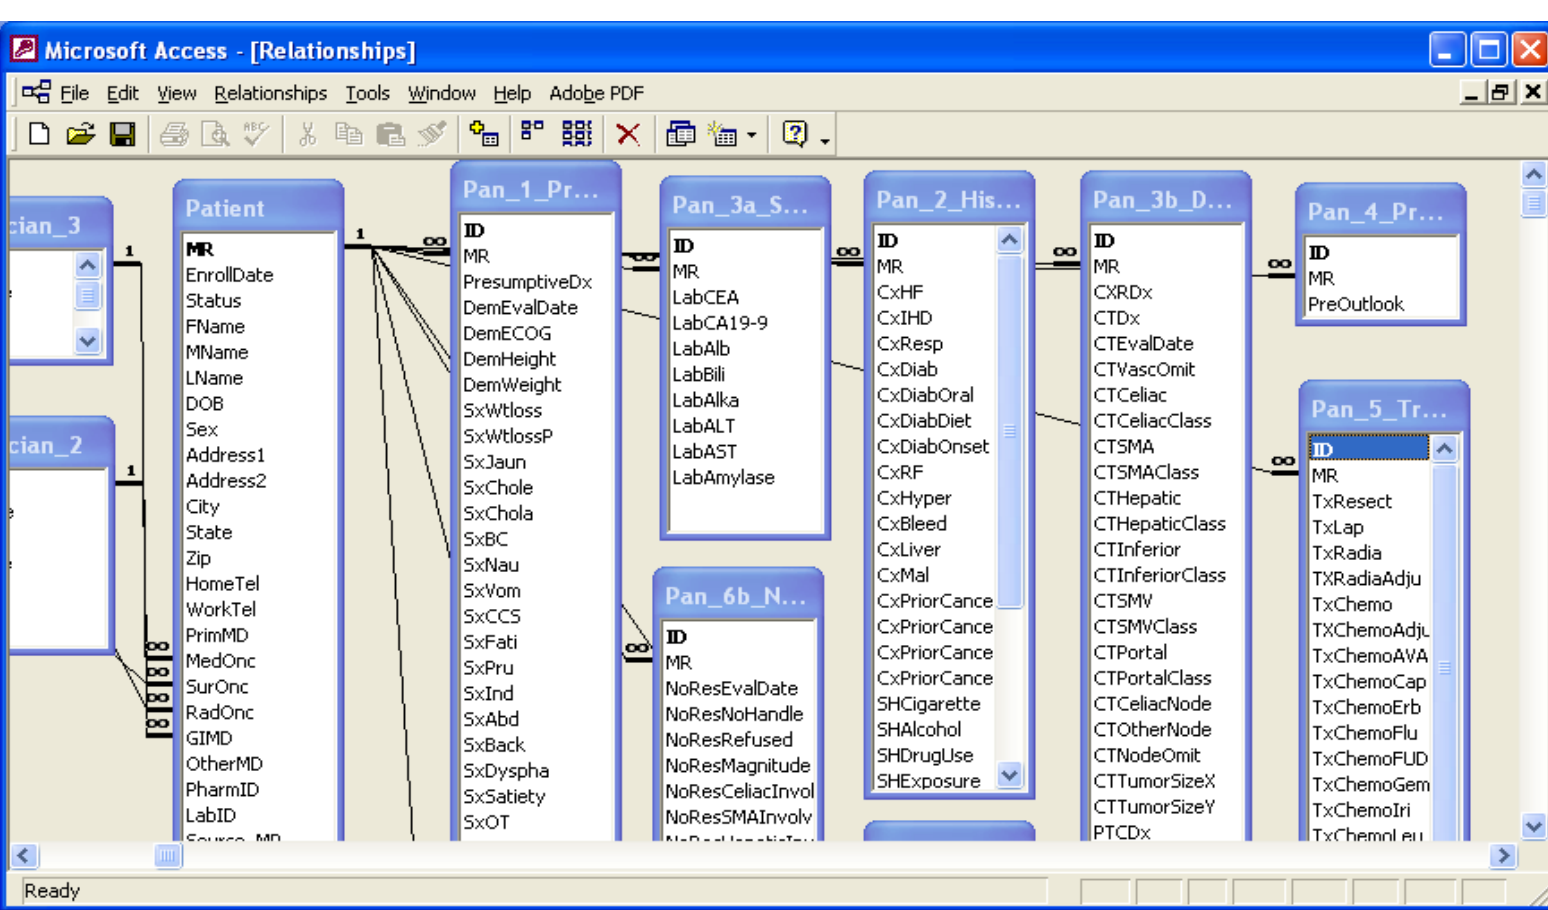 Microsoft Access - [Relationships]
File Edit View Relationships Tools Window Help Adobe PDF
cian_3
1
cian_2
1
∞
∞
∞
∞
Patient
MR
EnrollDate
Status
FName
MName
LName
DOB
Sex
Address1
Address2
City
State
Zip
HomeTel
WorkTel
PrimMD
MedOnc
SurOnc
RadOnc
GIMD
OtherMD
PharmID
LabID
Source_MR
1
∞
Pan_1_Pr...
ID
MR
PresumptiveDx
DemEvalDate
DemECOG
DemHeight
DemWeight
SxWtloss
SxWtlossP
SxJaun
SxChole
SxChola
SxBC
SxNau
SxVom
SxCCS
SxFati
SxPru
SxInd
SxAbd
SxBack
SxDyspha
SxSatiety
SxOT
∞
Pan_3a_S...
ID
MR
LabCEA
LabCA19-9
LabAlb
LabBili
LabAlka
LabALT
LabAST
LabAmylase
∞
Pan_6b_N...
ID
MR
NoResEvalDate
NoResNoHandle
NoResRefused
NoResMagnitude
NoResCeliacInvol
NoResSMAInvolv
∞
Pan_2_His...
ID
MR
CxHF
CxIHD
CxResp
CxDiab
CxDiabOral
CxDiabDiet
CxDiabOnset
CxRF
CxHyper
CxBleed
CxLiver
CxMal
CxPriorCance
CxPriorCance
CxPriorCance
CxPriorCance
SHCigarette
SHAlcohol
SHDrugUse
SHExposure
∞
Pan_3b_D...
ID
MR
CXRDx
CTDx
CTEvalDate
CTVascOmit
CTCeliac
CTCeliacClass
CTSMA
CTSMAClass
CTHepatic
CTHepaticClass
CTInferior
CTInferiorClass
CTSMV
CTSMVClass
CTPortal
CTPortalClass
CTCeliacNode
CTOtherNode
CTNodeOmit
CTTumorSizeX
CTTumorSizeY
PTCDx
∞
Pan_4_Pr...
ID
MR
PreOutlook
∞
Pan_5_Tr...
ID
MR
TxResect
TxLap
TxRadia
TXRadiaAdju
TxChemo
TXChemoAdju
TxChemoAVA
TxChemoCap
TxChemoErb
TxChemoFlu
TxChemoFUD
TxChemoGem
TxChemoIri
TxChemoLeu
Ready